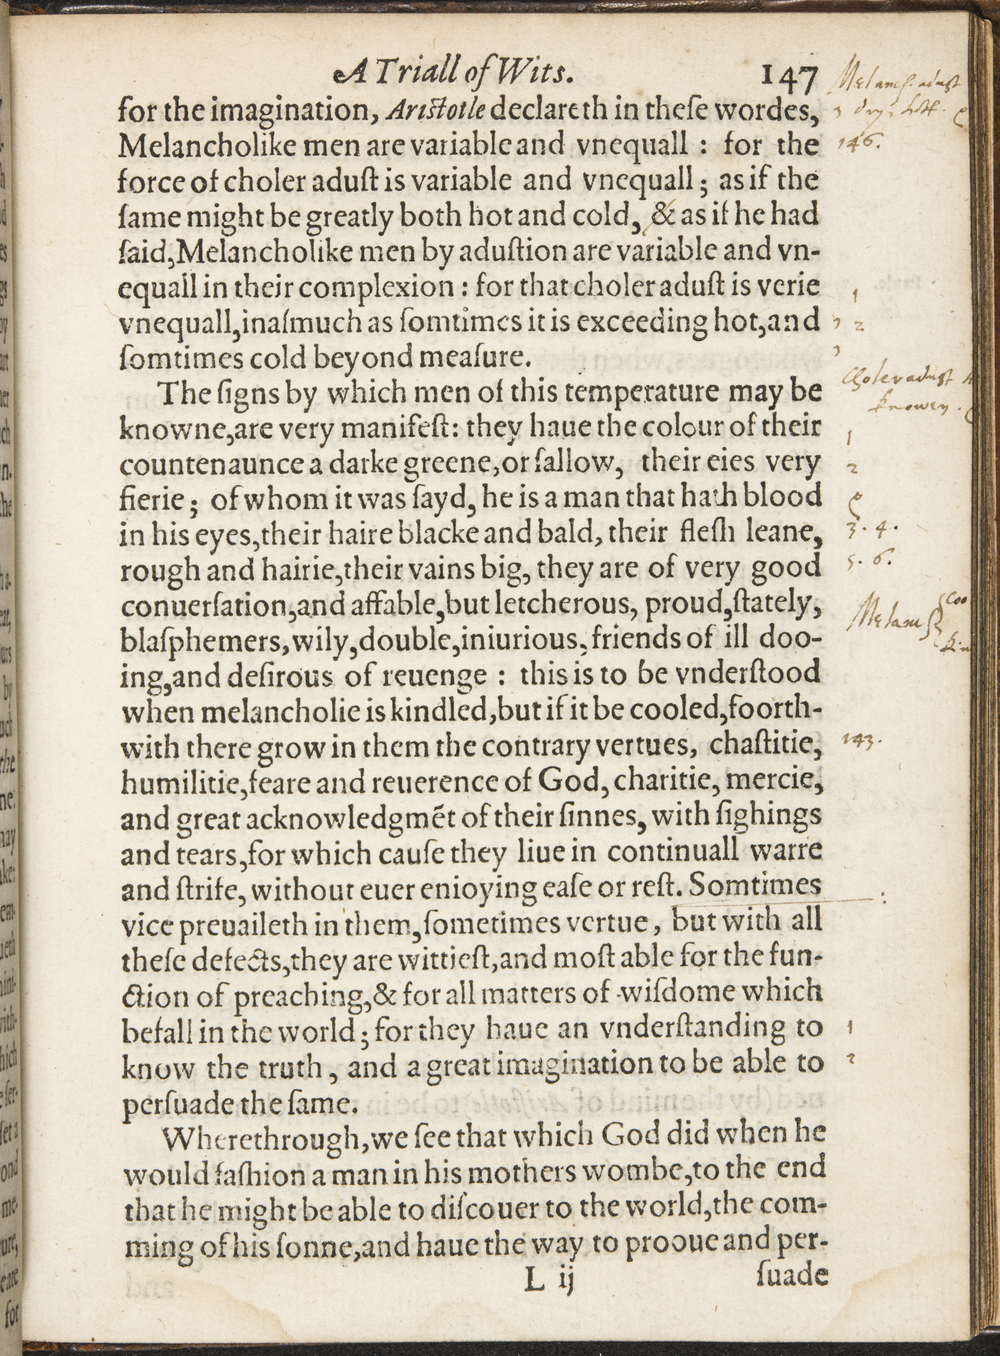 A Triall of Wits. 147
for the imagination, Ariſtotle declareth in theſe wordes,
Melancholike men are variable and vnequall : for the
force of choler aduſt is variable and vnequall ; as if the
ſame might be greatly both hot and cold, & as if he had
ſaid,Melancholike men by aduſtion are variable and vn-
equall in their complexion : for that choler aduſt is verie
vnequall,inaſmuch as ſomtimes it is exceeding hot,and
ſomtimes cold beyond meaſure.
The ſigns by which men of this temperature may be
knowne,are very manifeſt: they haue the colour of their
countenaunce a darke greene,or ſallow, their eies very
fierie ; of whom it was ſayd, he is a man that hath blood
in his eyes,their haire blacke and bald, their fleſh leane,
rough and hairie,their vains big, they are of very good
conuerſation,and affable,but letcherous, proud,ſtately,
blaſphemers,wily,double,iniurious,friends of ill doo-
ing,and deſirous of reuenge : this is to be vnderſtood
when melancholie is kindled,but if it be cooled,foorth-
with there grow in them the contrary vertues, chaſtitie,
humilitie,feare and reuerence of God, charitie, mercie,
and great acknowledgmēt of their ſinnes, with ſighings
and tears,for which cauſe they liue in continuall warre
and ſtrife, without euer enioying eaſe or reſt. Somtimes
vice preuaileth in them,ſometimes vertue, but with all
theſe defects,they are wittieſt,and moſt able for the fun-
ction of preaching,& for all matters of wiſdome which
befall in the world ; for they haue an vnderſtanding to
know the truth, and a great imagination to be able to
perſuade the ſame.
Wherethrough,we ſee that which God did when he
would faſhion a man in his mothers wombe,to the end
that he might be able to diſcouer to the world,the com-
ming of his ſonne,and haue the way to prooue and per-
L ij ſuade
Melanch. adust
146.
1
2
Choler adust
knowen.
1
2
3. 4.
5. 6.
Melanch
143.
1
2